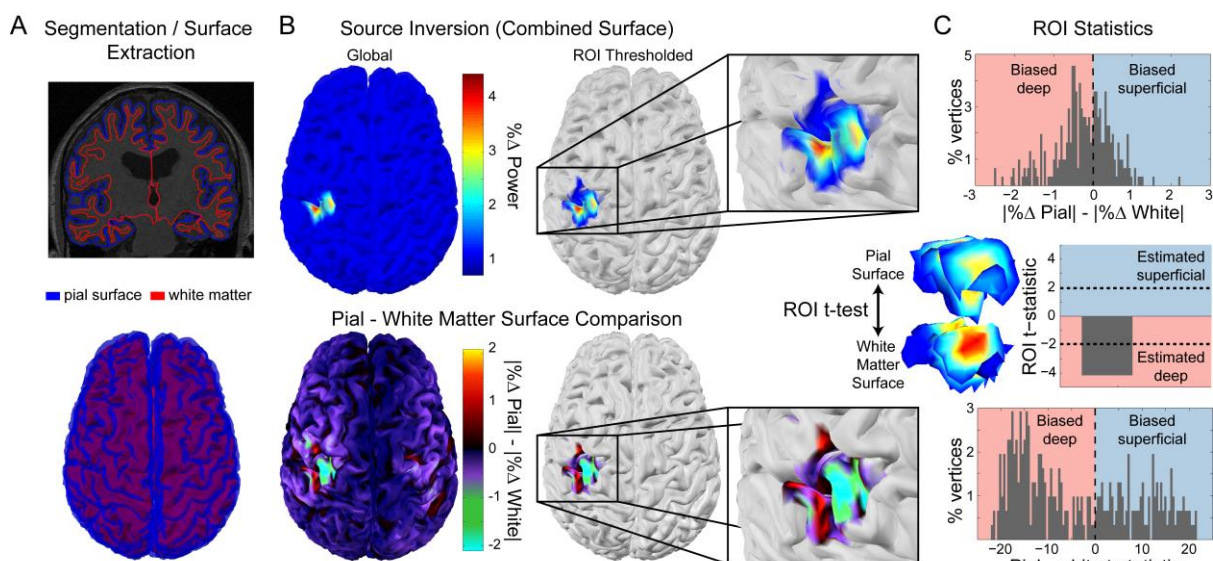 A
Segmentation / Surface
Extraction
pial surface
white matter
B
Source Inversion (Combined Surface)
Global
ROI Thresholded
4
3
2
1
%Δ Power
Pial - White Matter Surface Comparison
2
1
0
-1
-2
|%Δ Pial| - |%Δ White|
C
ROI Statistics
5
3
1
% vertices
Biased
deep
Biased
superficial
-3
-2
-1
0
1
2
3
|%Δ Pial| - |%Δ White|
Pial
Surface
ROI t-test
White
Matter
Surface
ROI t-statistic
4
2
0
−2
−4
Estimated
superficial
Estimated
deep
3
2
1
% vertices
Biased
deep
Biased
superficial
−20
−10
0
10
20